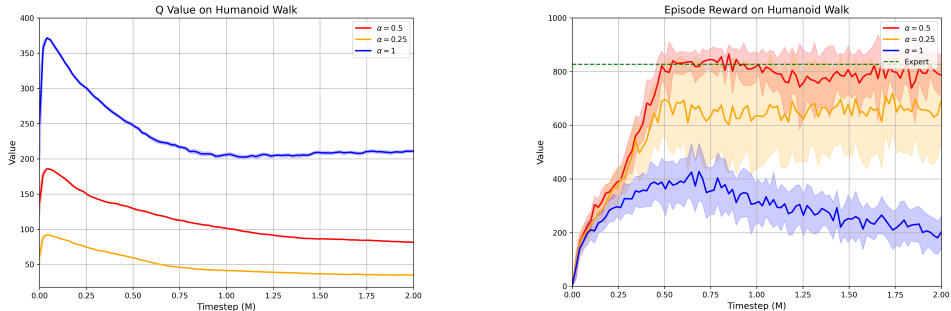 Q Value on Humanoid Walk
400
350
300
250
200
150
100
50
Value
0.00 0.25 0.50 0.75 1.00 1.25 1.50 1.75 2.00
Timestep (M)
α = 0.5
α = 0.25
α = 1
Episode Reward on Humanoid Walk
1000
800
600
400
200
0
Value
0.00 0.25 0.50 0.75 1.00 1.25 1.50 1.75 2.00
Timestep (M)
α = 0.5
α = 0.25
α = 1
Expert